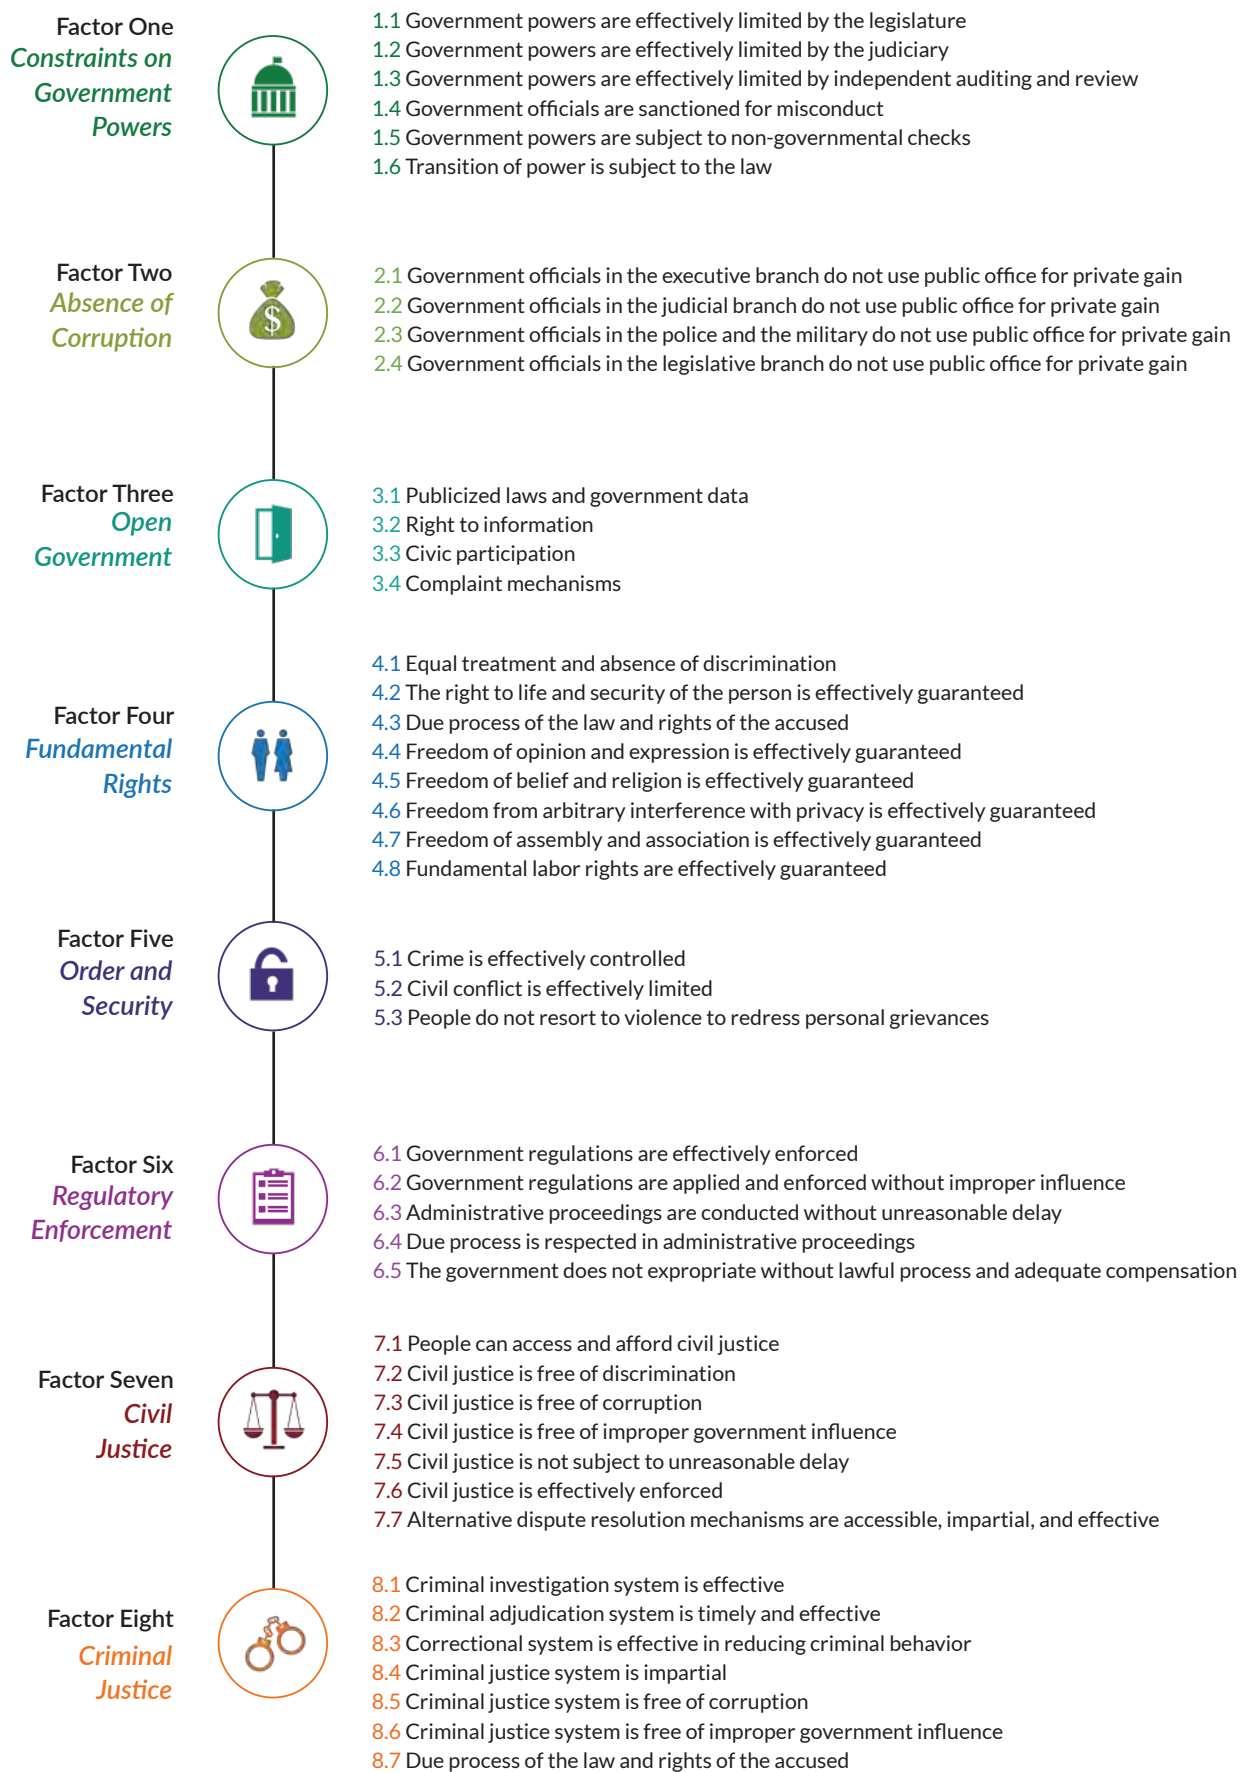 Factor One
Constraints on
Government
Powers
1.1 Government powers are effectively limited by the legislature
1.2 Government powers are effectively limited by the judiciary
1.3 Government powers are effectively limited by independent auditing and review
1.4 Government officials are sanctioned for misconduct
1.5 Government powers are subject to non-governmental checks
1.6 Transition of power is subject to the law
Factor Two
Absence of
Corruption
$
2.1 Government officials in the executive branch do not use public office for private gain
2.2 Government officials in the judicial branch do not use public office for private gain
2.3 Government officials in the police and the military do not use public office for private gain
2.4 Government officials in the legislative branch do not use public office for private gain
Factor Three
Open
Government
3.1 Publicized laws and government data
3.2 Right to information
3.3 Civic participation
3.4 Complaint mechanisms
Factor Four
Fundamental
Rights
4.1 Equal treatment and absence of discrimination
4.2 The right to life and security of the person is effectively guaranteed
4.3 Due process of the law and rights of the accused
4.4 Freedom of opinion and expression is effectively guaranteed
4.5 Freedom of belief and religion is effectively guaranteed
4.6 Freedom from arbitrary interference with privacy is effectively guaranteed
4.7 Freedom of assembly and association is effectively guaranteed
4.8 Fundamental labor rights are effectively guaranteed
Factor Five
Order and
Security
5.1 Crime is effectively controlled
5.2 Civil conflict is effectively limited
5.3 People do not resort to violence to redress personal grievances
Factor Six
Regulatory
Enforcement
6.1 Government regulations are effectively enforced
6.2 Government regulations are applied and enforced without improper influence
6.3 Administrative proceedings are conducted without unreasonable delay
6.4 Due process is respected in administrative proceedings
6.5 The government does not expropriate without lawful process and adequate compensation
Factor Seven
Civil
Justice
7.1 People can access and afford civil justice
7.2 Civil justice is free of discrimination
7.3 Civil justice is free of corruption
7.4 Civil justice is free of improper government influence
7.5 Civil justice is not subject to unreasonable delay
7.6 Civil justice is effectively enforced
7.7 Alternative dispute resolution mechanisms are accessible, impartial, and effective
Factor Eight
Criminal
Justice
8.1 Criminal investigation system is effective
8.2 Criminal adjudication system is timely and effective
8.3 Correctional system is effective in reducing criminal behavior
8.4 Criminal justice system is impartial
8.5 Criminal justice system is free of corruption
8.6 Criminal justice system is free of improper government influence
8.7 Due process of the law and rights of the accused